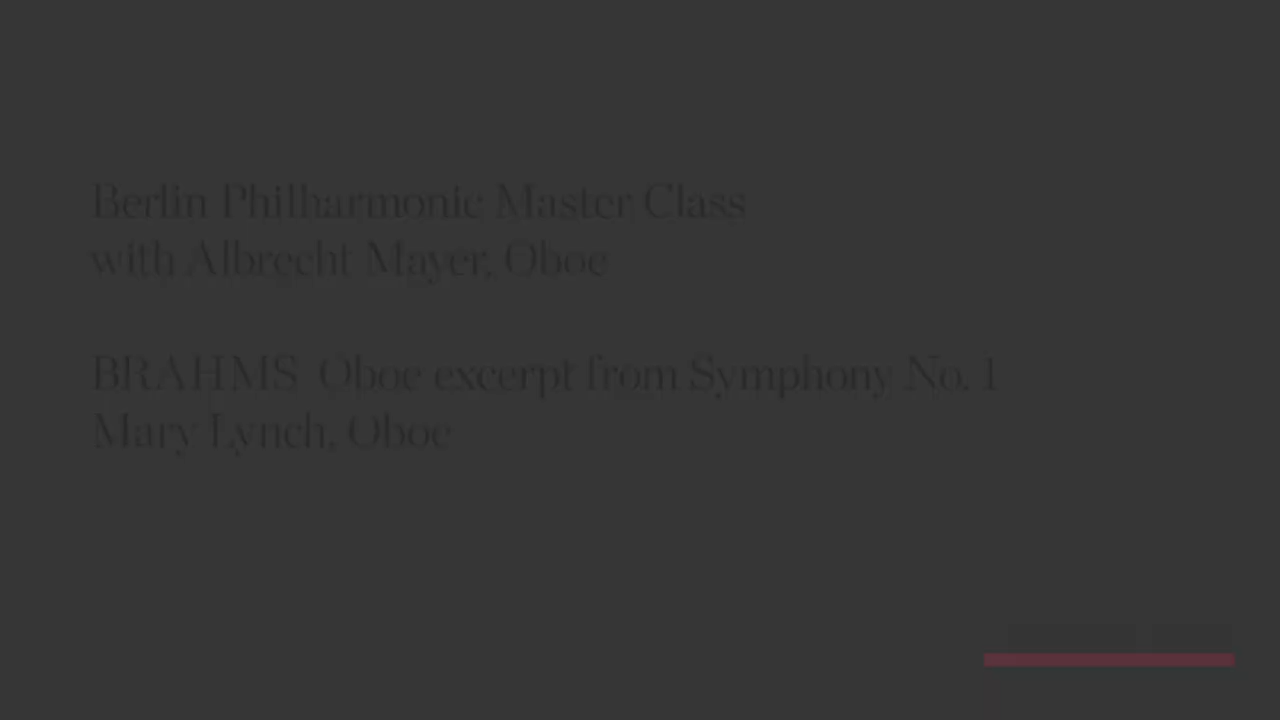 Berlin Philharmonic Master Class
with Albrecht Mayer, Oboe
BRAHMS Oboe excerpt from Symphony No. 1
Mary Lynch, Oboe